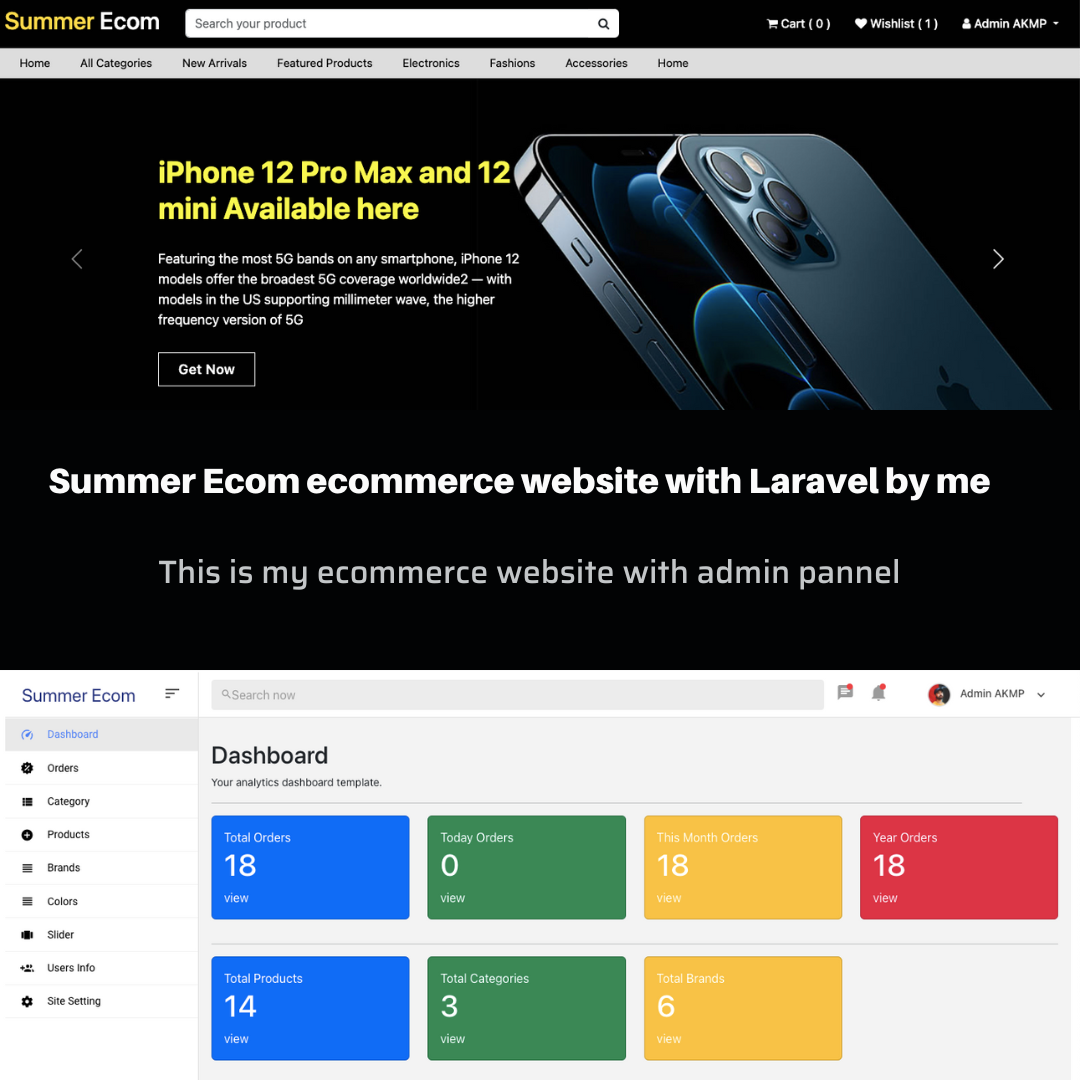 Summer Ecom
Search your product
Cart ( 0 )
Wishlist ( 1 )
Admin AKMP
Home
All Categories
New Arrivals
Featured Products
Electronics
Fashions
Accessories
Home
iPhone 12 Pro Max and 12
mini Available here
Featuring the most 5G bands on any smartphone, iPhone 12
models offer the broadest 5G coverage worldwide2 — with
models in the US supporting millimeter wave, the higher
frequency version of 5G
Get Now
Summer Ecom ecommerce website with Laravel by me
This is my ecommerce website with admin pannel
Summer Ecom
Search now
Admin AKMP
Dashboard
Orders
Category
Products
Brands
Colors
Slider
Users Info
Site Setting
Dashboard
Your analytics dashboard template.
Total Orders
18
view
Today Orders
0
view
This Month Orders
18
view
Year Orders
18
view
Total Products
14
view
Total Categories
3
view
Total Brands
6
view